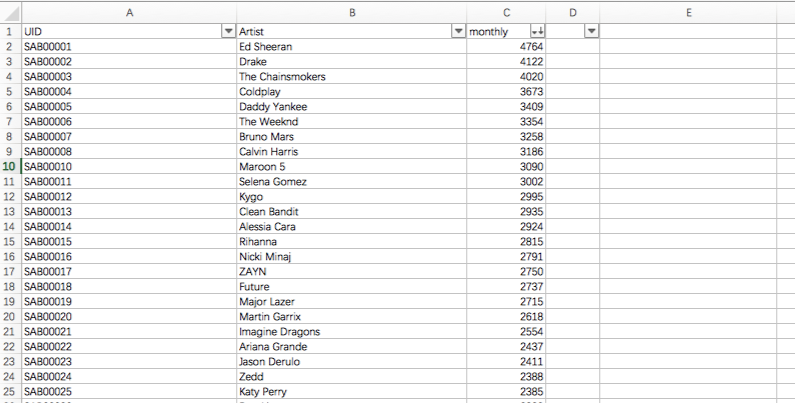 A B C D E
1 UID Artist monthly
2 SAB00001 Ed Sheeran 4764
3 SAB00002 Drake 4122
4 SAB00003 The Chainsmokers 4020
5 SAB00004 Coldplay 3673
6 SAB00005 Daddy Yankee 3409
7 SAB00006 The Weeknd 3354
8 SAB00007 Bruno Mars 3258
9 SAB00008 Calvin Harris 3186
10 SAB00010 Maroon 5 3090
11 SAB00011 Selena Gomez 3002
12 SAB00012 Kygo 2995
13 SAB00013 Clean Bandit 2935
14 SAB00014 Alessia Cara 2924
15 SAB00015 Rihanna 2815
16 SAB00016 Nicki Minaj 2791
17 SAB00017 ZAYN 2750
18 SAB00018 Future 2737
19 SAB00019 Major Lazer 2715
20 SAB00020 Martin Garrix 2618
21 SAB00021 Imagine Dragons 2554
22 SAB00022 Ariana Grande 2437
23 SAB00023 Jason Derulo 2411
24 SAB00024 Zedd 2388
25 SAB00025 Katy Perry 2385